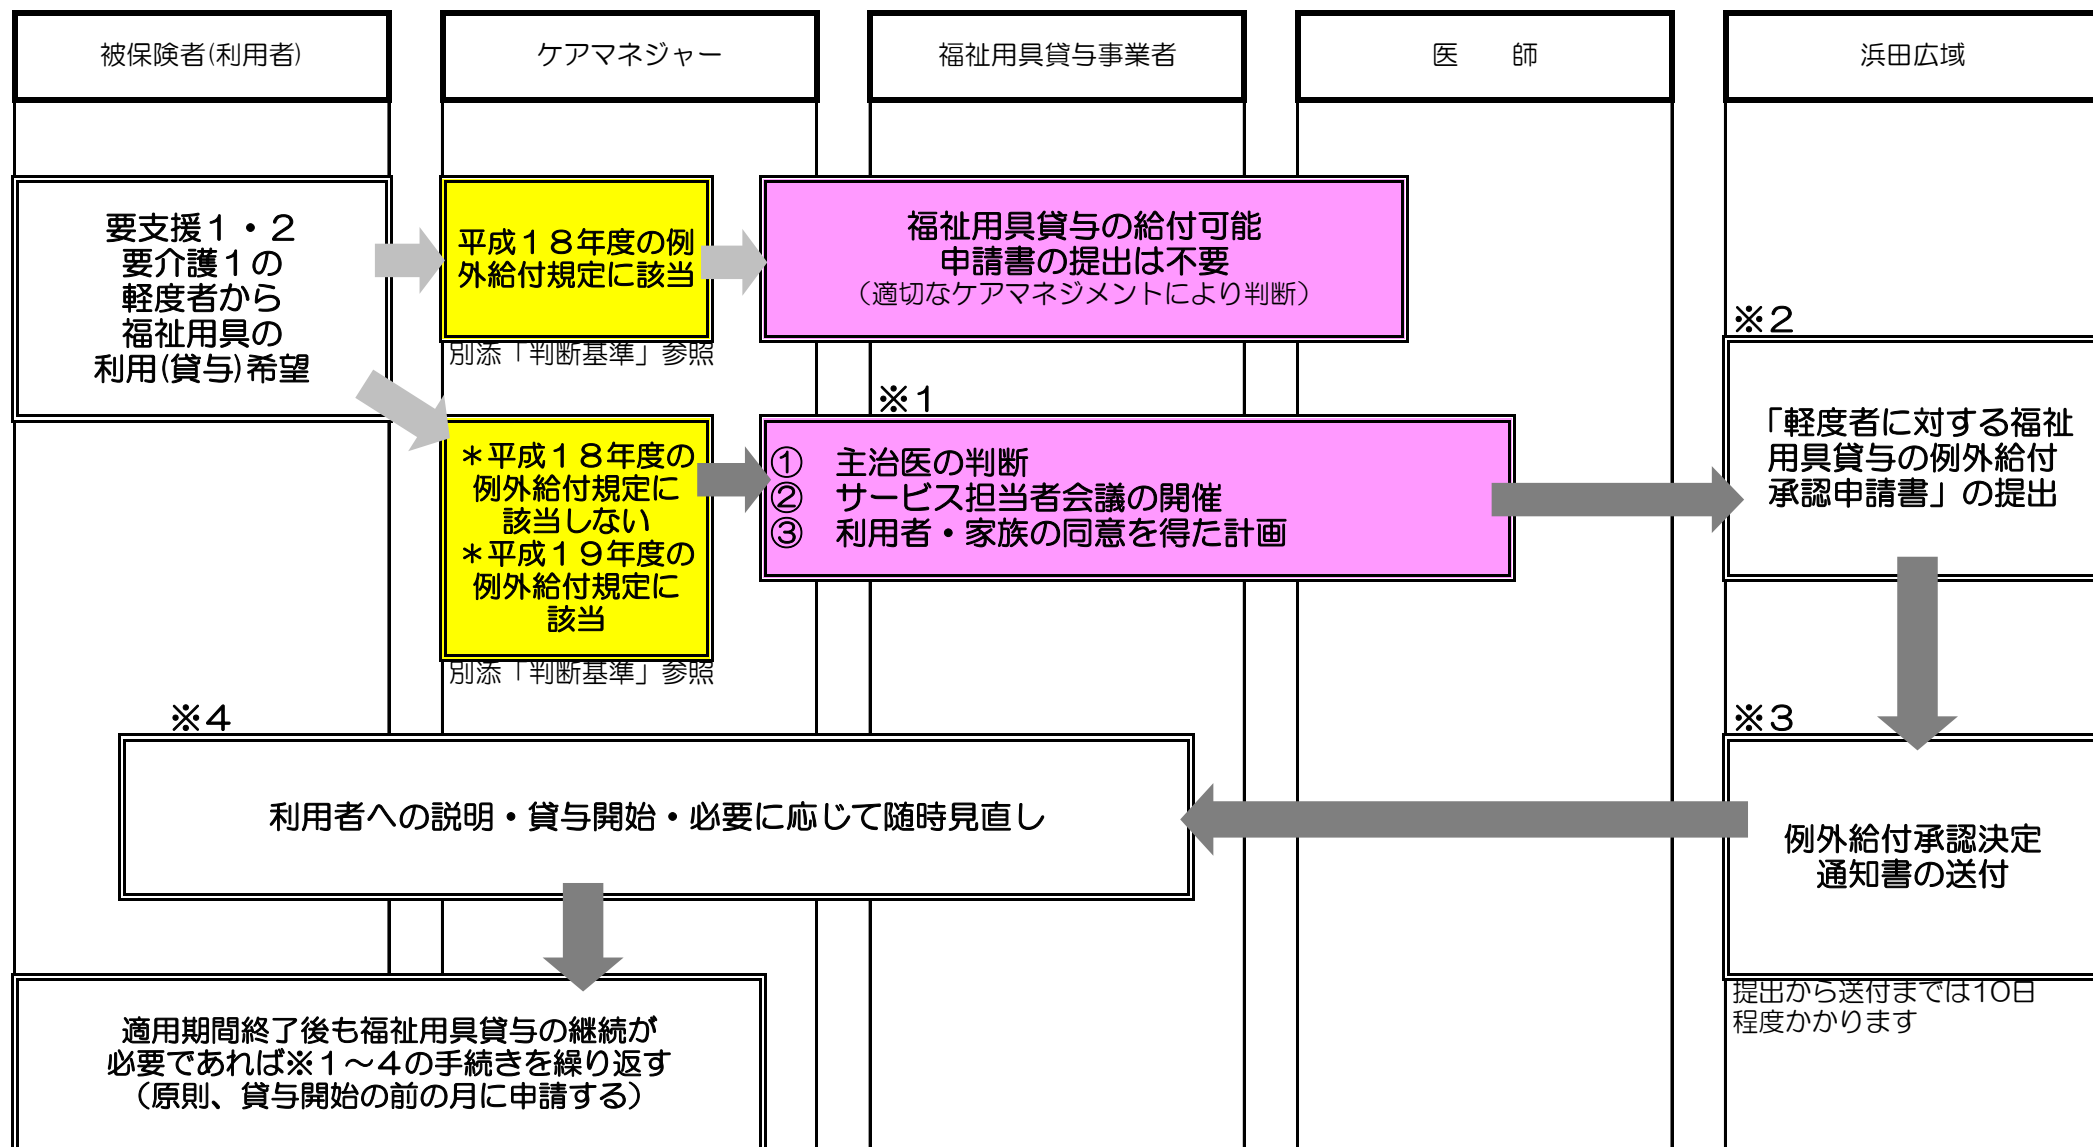 被保険者(利用者)
ケアマネジャー
福祉用具貸与事業者
医　　師
浜田広域
要支援１・２
要介護１の
軽度者から
福祉用具の
利用(貸与)希望
平成１８年度の例
外給付規定に該当
別添「判断基準」参照
福祉用具貸与の給付可能
申請書の提出は不要
（適切なケアマネジメントにより判断）
＊平成１８年度の
例外給付規定に
該当しない
＊平成１９年度の
例外給付規定に
該当
別添「判断基準」参照
※１
①　主治医の判断
②　サービス担当者会議の開催
③　利用者・家族の同意を得た計画
※２
「軽度者に対する福祉
用具貸与の例外給付
承認申請書」の提出
※３
例外給付承認決定
通知書の送付
提出から送付までは10日
程度かかります
※４
利用者への説明・貸与開始・必要に応じて随時見直し
適用期間終了後も福祉用具貸与の継続が
必要であれば※１～４の手続きを繰り返す
（原則、貸与開始の前の月に申請する）